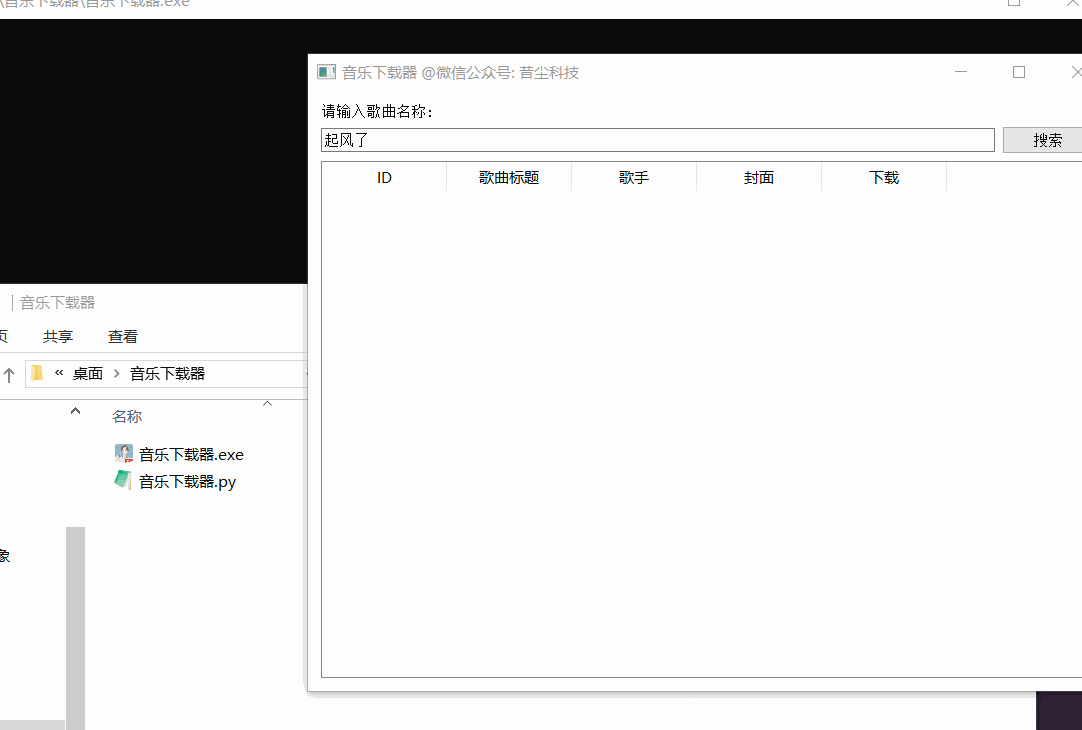 \音乐下载器\音乐下载器.exe
音乐下载器 @微信公众号: 昔尘科技
请输入歌曲名称：
起风了
搜索
ID 歌曲标题 歌手 封面 下载
音乐下载器
页 共享 查看
« 桌面 > 音乐下载器
名称
音乐下载器.exe
音乐下载器.py
象